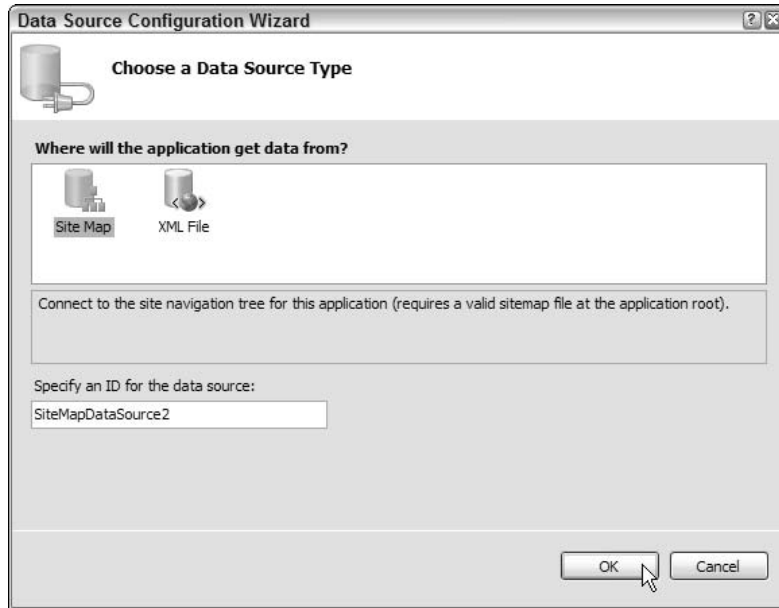 Data Source Configuration Wizard
Choose a Data Source Type
Where will the application get data from?
Site Map
XML File
Connect to the site navigation tree for this application (requires a valid sitemap file at the application root).
Specify an ID for the data source:
SiteMapDataSource2
OK
Cancel